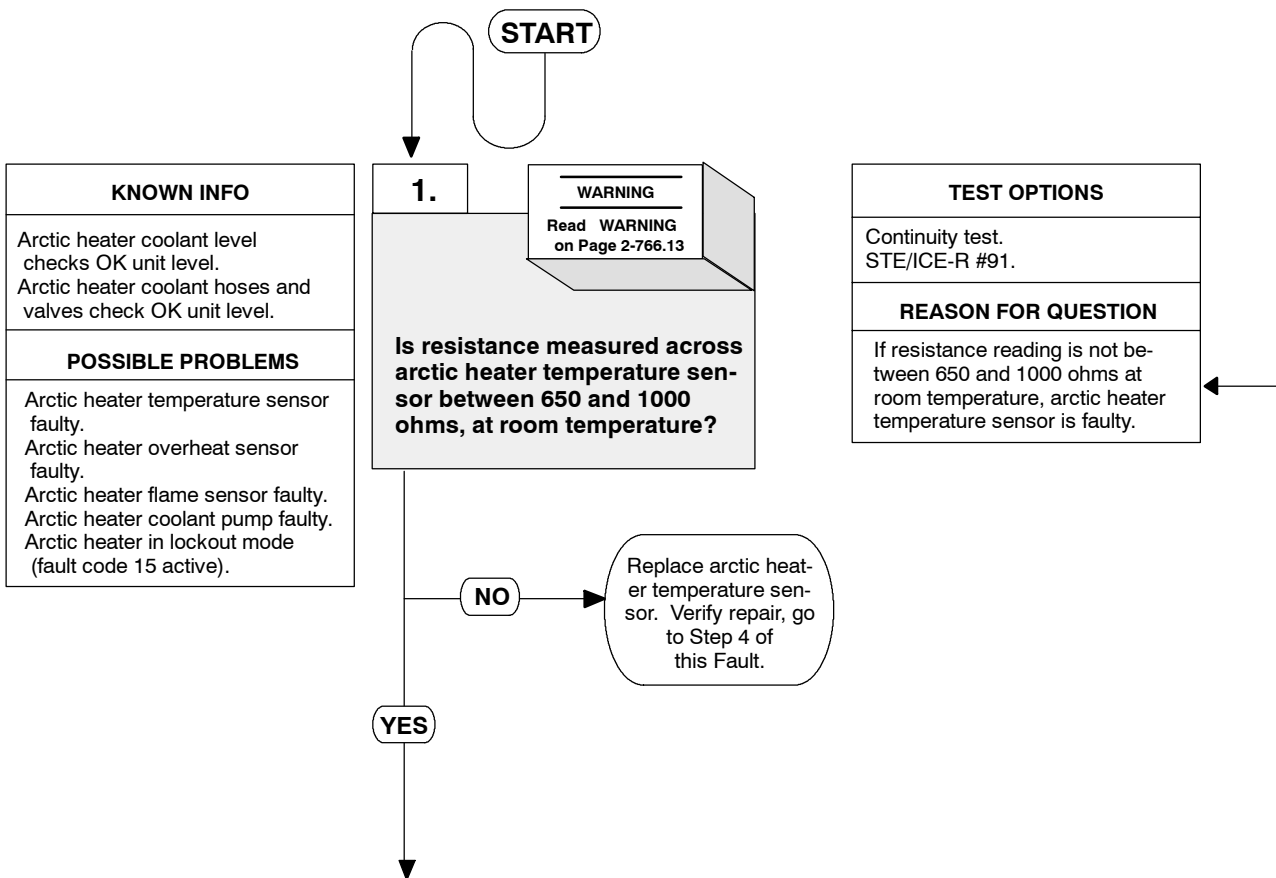 START
KNOWN INFO
Arctic heater coolant level
checks OK unit level.
Arctic heater coolant hoses and
valves check OK unit level.
POSSIBLE PROBLEMS
Arctic heater temperature sensor
faulty.
Arctic heater overheat sensor
faulty.
Arctic heater flame sensor faulty.
Arctic heater coolant pump faulty.
Arctic heater in lockout mode
(fault code 15 active).
1.
WARNING
Read WARNING
on Page 2-766.13
Is resistance measured across
arctic heater temperature sen-
sor between 650 and 1000
ohms, at room temperature?
TEST OPTIONS
Continuity test.
STE/ICE-R #91.
REASON FOR QUESTION
If resistance reading is not be-
tween 650 and 1000 ohms at
room temperature, arctic heater
temperature sensor is faulty.
NO
Replace arctic heat-
er temperature sen-
sor. Verify repair, go
to Step 4 of
this Fault.
YES